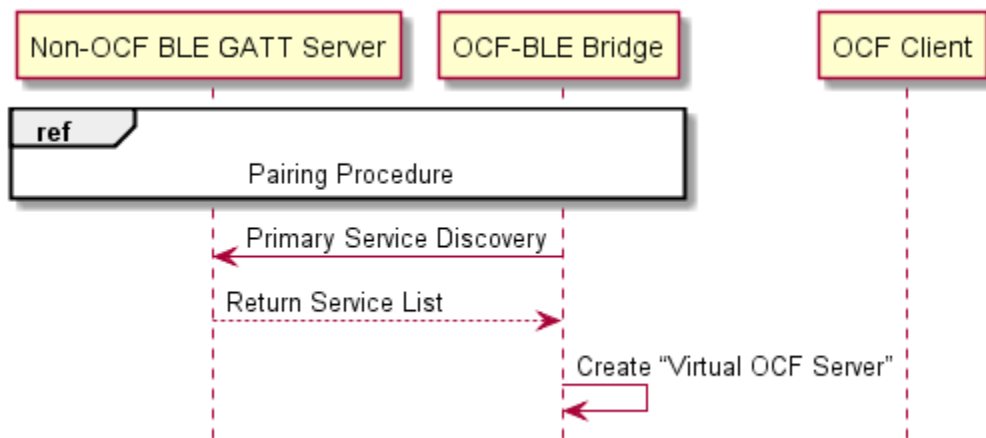 Non-OCF BLE GATT Server
OCF-BLE Bridge
OCF Client
ref
Pairing Procedure
Primary Service Discovery
Return Service List
Create “Virtual OCF Server”